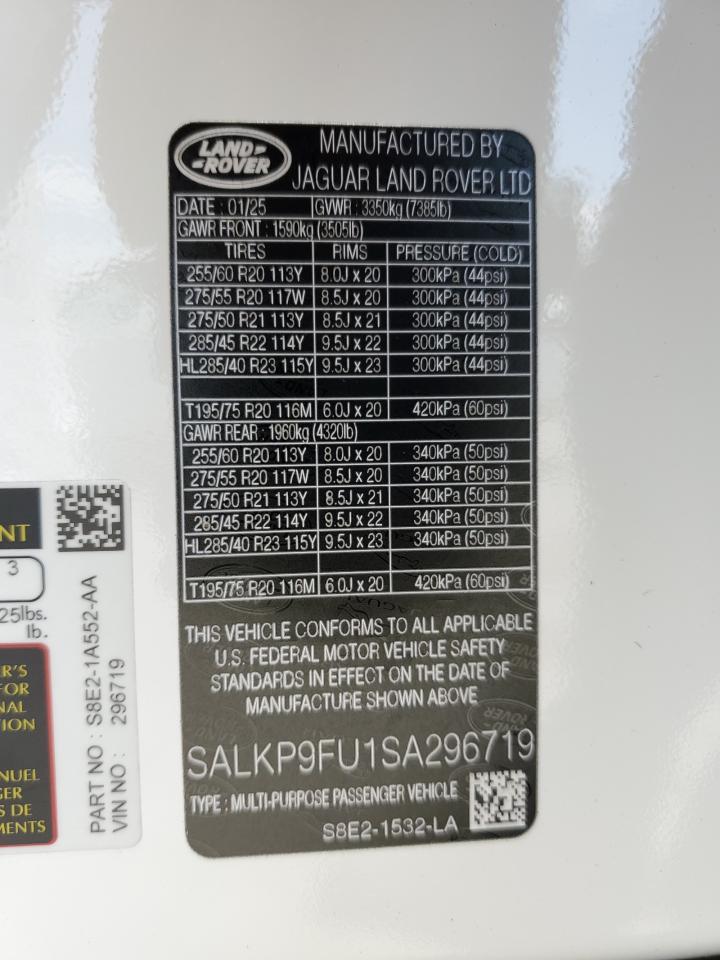 LAND-
-ROVER
MANUFACTURED BY
JAGUAR LAND ROVER LTD
DATE : 01/25 GVWR : 3350kg (7385lb)
GAWR FRONT : 1590kg (3505lb)
TIRES RIMS PRESSURE (COLD)
255/60 R20 113Y 8.0J x 20 300kPa (44psi)
275/55 R20 117W 8.5J x 20 300kPa (44psi)
275/50 R21 113Y 8.5J x 21 300kPa (44psi)
285/45 R22 114Y 9.5J x 22 300kPa (44psi)
HL285/40 R23 115Y 9.5J x 23 300kPa (44psi)
T195/75 R20 116M 6.0J x 20 420kPa (60psi)
GAWR REAR : 1960kg (4320lb)
255/60 R20 113Y 8.0J x 20 340kPa (50psi)
275/55 R20 117W 8.5J x 20 340kPa (50psi)
275/50 R21 113Y 8.5J x 21 340kPa (50psi)
285/45 R22 114Y 9.5J x 22 340kPa (50psi)
HL285/40 R23 115Y 9.5J x 23 340kPa (50psi)
T195/75 R20 116M 6.0J x 20 420kPa (60psi)
THIS VEHICLE CONFORMS TO ALL APPLICABLE
U.S. FEDERAL MOTOR VEHICLE SAFETY
STANDARDS IN EFFECT ON THE DATE OF
MANUFACTURE SHOWN ABOVE
SALKP9FU1SA296719
TYPE : MULTI-PURPOSE PASSENGER VEHICLE
S8E2-1532-LA
NT
3
25lbs.
lb.
R'S
FOR
NAL
TION
NUEL
GER
S DE
MENTS
PART NO : S8E2-1A552-AA
VIN NO : 296719